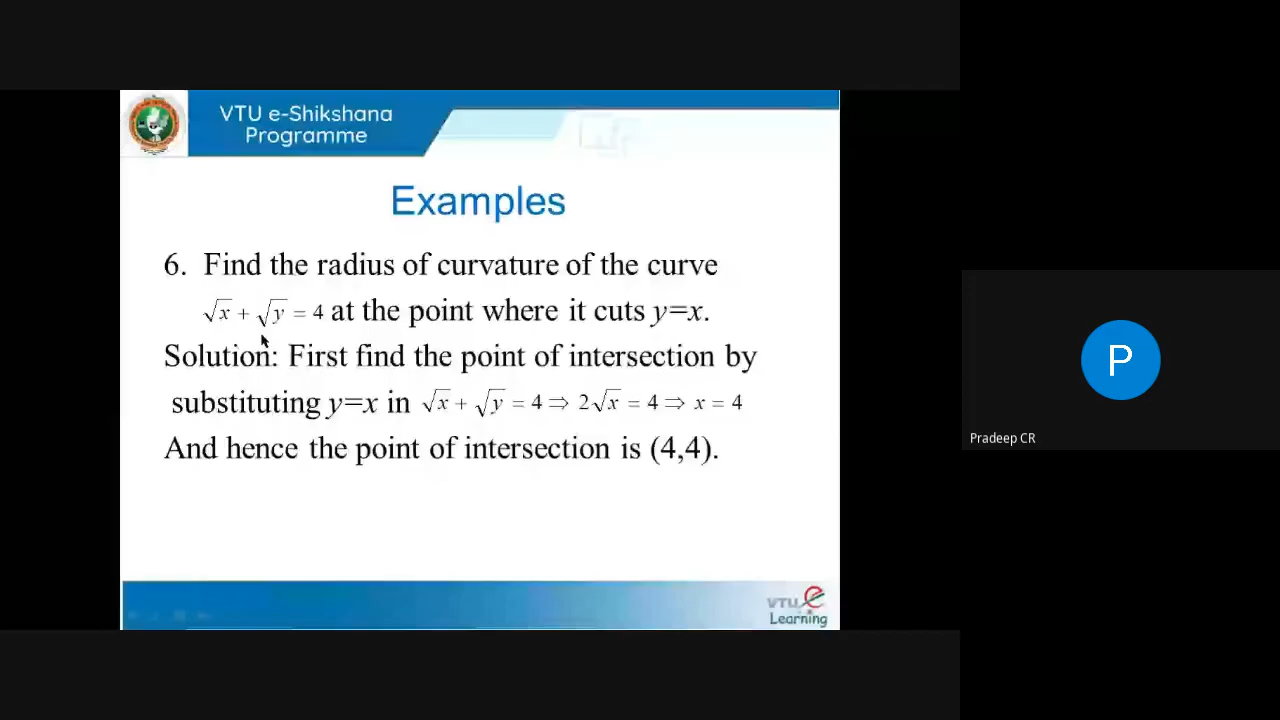 VTU e-Shikshana
Programme
Examples
6. Find the radius of curvature of the curve
√x + √y = 4 at the point where it cuts y=x.
Solution: First find the point of intersection by
substituting y=x in √x + √y = 4 ⇒ 2√x = 4 ⇒ x = 4
And hence the point of intersection is (4,4).
VTU e
Learning
P
Pradeep CR